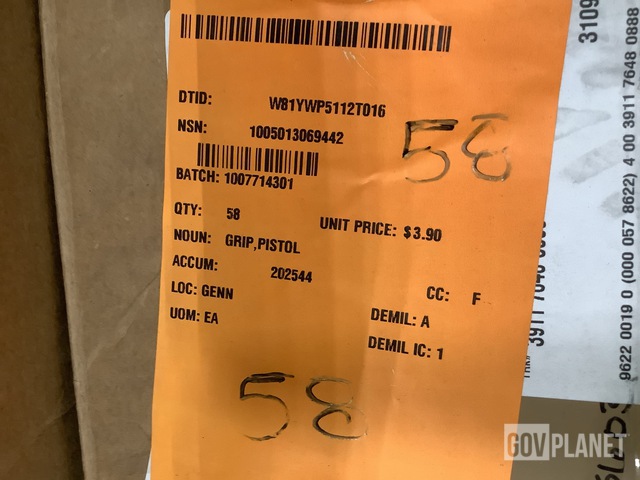 DTID: W81YWP5112T016
NSN: 1005013069442
58
BATCH: 1007714301
QTY: 58
UNIT PRICE: $3.90
NOUN: GRIP,PISTOL
ACCUM: 202544
LOC: GENN
CC: F
UOM: EA
DEMIL: A
DEMIL IC: 1
58
3109
9622 0019 0 (000 057 8622) 4 00 3911 7648 0888
GOVPLANET